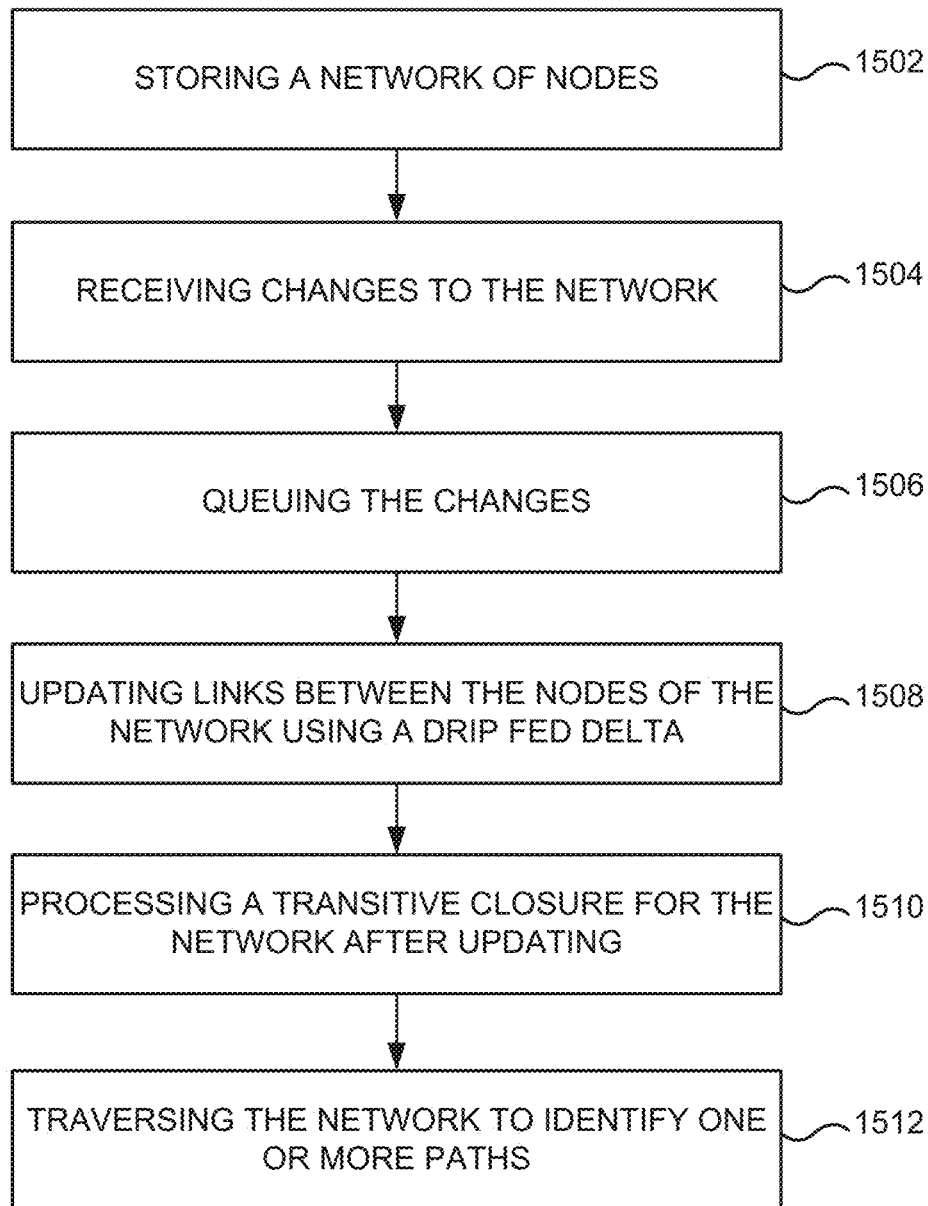 STORING A NETWORK OF NODES
1502
RECEIVING CHANGES TO THE NETWORK
1504
QUEUING THE CHANGES
1506
UPDATING LINKS BETWEEN THE NODES OF THE
NETWORK USING A DRIP FED DELTA
1508
PROCESSING A TRANSITIVE CLOSURE FOR THE
NETWORK AFTER UPDATING
1510
TRAVERSING THE NETWORK TO IDENTIFY ONE
OR MORE PATHS
1512